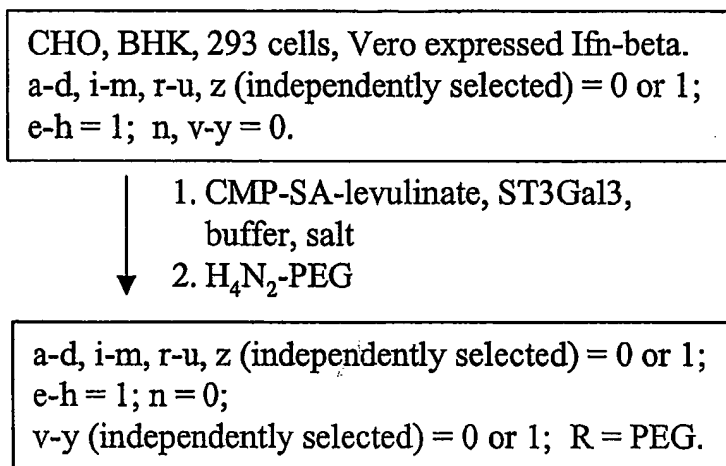 CHO, BHK, 293 cells, Vero expressed Ifn-beta.
a-d, i-m, r-u, z (independently selected) = 0 or 1;
e-h = 1; n, v-y = 0.
1. CMP-SA-levulinate, ST3Gal3,
buffer, salt
2. H₄N₂-PEG
a-d, i-m, r-u, z (independently selected) = 0 or 1;
e-h = 1; n = 0;
v-y (independently selected) = 0 or 1; R = PEG.